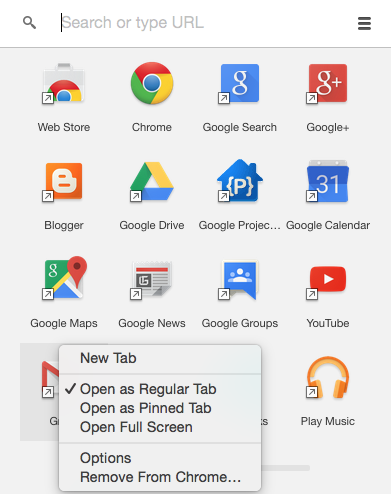 Search or type URL
Web Store Chrome Google Search Google+
Blogger Google Drive Google Projec... Google Calendar
31
Google Maps Google News Google Groups YouTube
New Tab
✓ Open as Regular Tab
Open as Pinned Tab
Open Full Screen
Play Music
Options
Remove From Chrome...